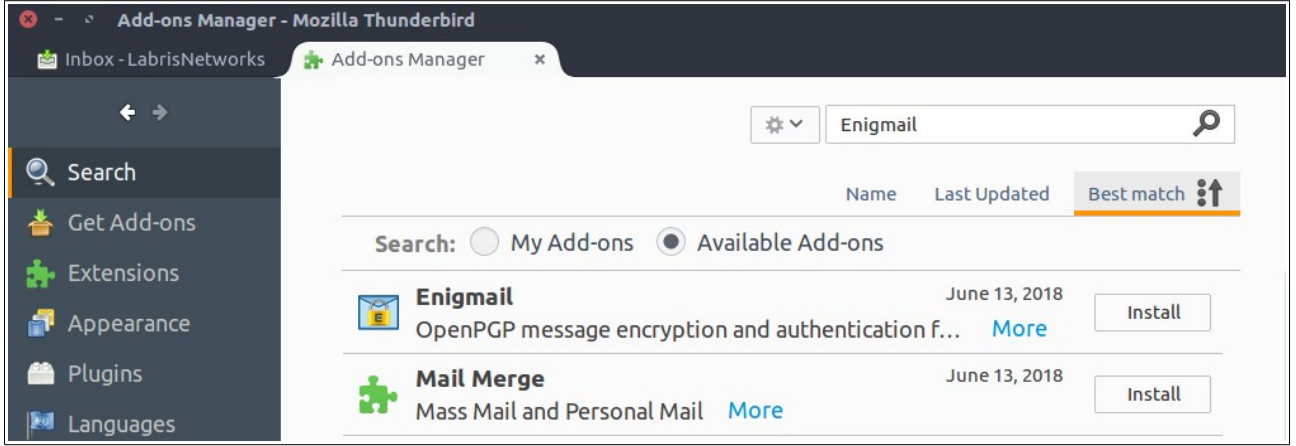 Add-ons Manager - Mozilla Thunderbird
Inbox - LabrisNetworks
Add-ons Manager
Enigmail
Search
Name Last Updated Best match
Get Add-ons
Search: My Add-ons Available Add-ons
Extensions
Enigmail June 13, 2018
Install
OpenPGP message encryption and authentication f... More
Appearance
Plugins
Mail Merge June 13, 2018
Install
Mass Mail and Personal Mail More
Languages